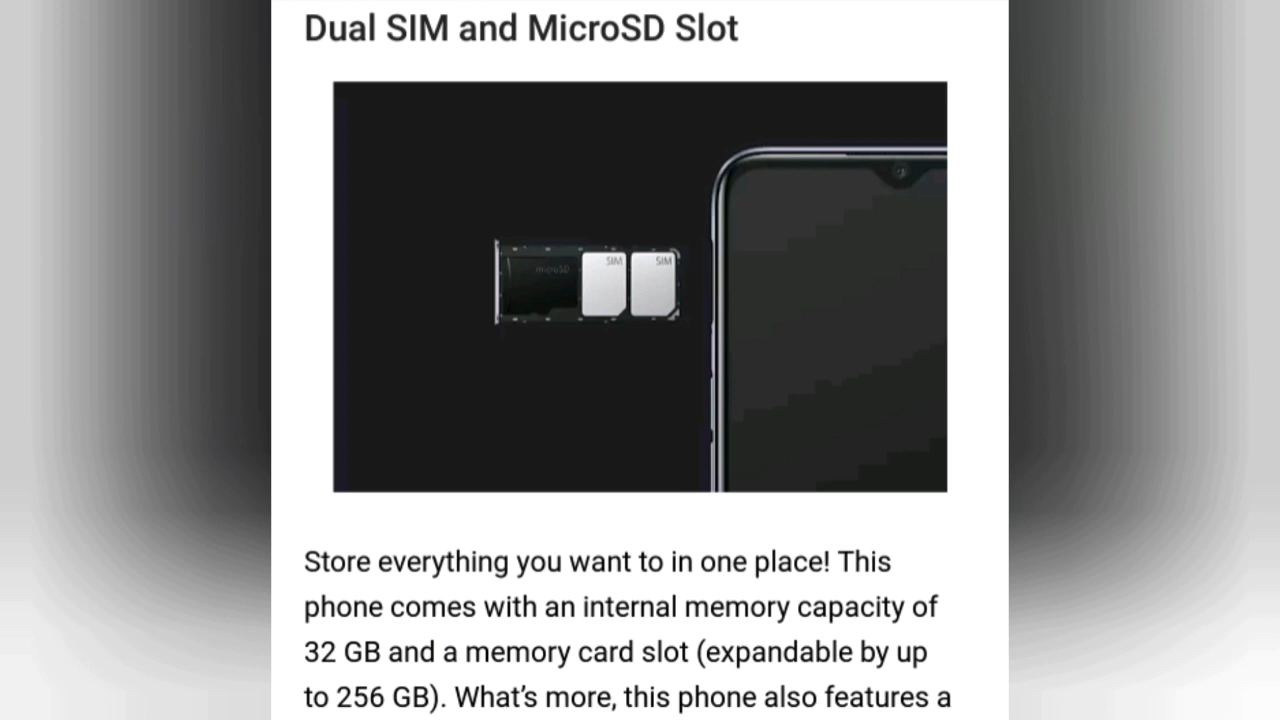 Dual SIM and MicroSD Slot
microSD
SIM
SIM
Store everything you want to in one place! This
phone comes with an internal memory capacity of
32 GB and a memory card slot (expandable by up
to 256 GB). What’s more, this phone also features a